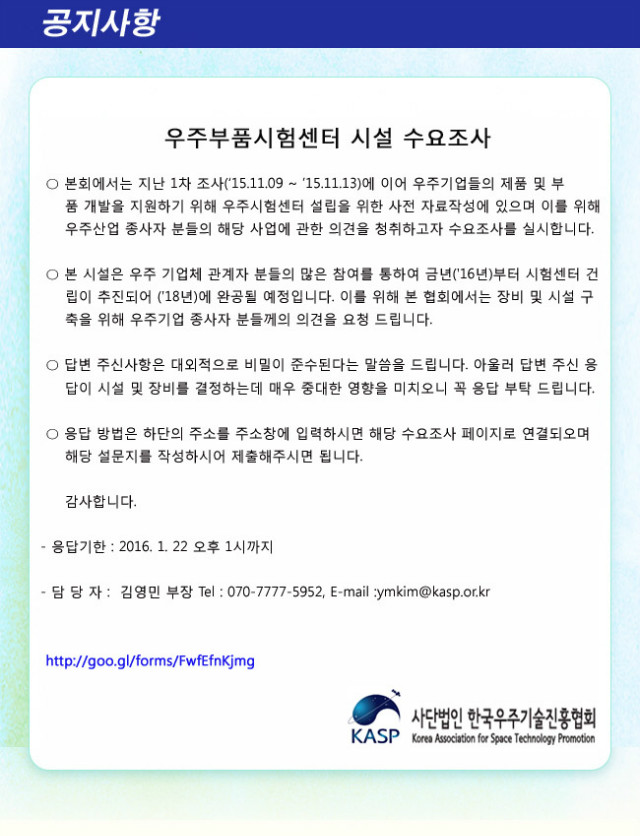 공지사항
우주부품시험센터 시설 수요조사
○ 본회에서는 지난 1차 조사('15.11.09 ~ '15.11.13)에 이어 우주기업들의 제품 및 부
품 개발을 지원하기 위해 우주시험센터 설립을 위한 사전 자료작성에 있으며 이를 위해
우주산업 종사자 분들의 해당 사업에 관한 의견을 청취하고자 수요조사를 실시합니다.
○ 본 시설은 우주 기업체 관계자 분들의 많은 참여를 통하여 금년('16년)부터 시험센터 건
립이 추진되어 ('18년)에 완공될 예정입니다. 이를 위해 본 협회에서는 장비 및 시설 구
축을 위해 우주기업 종사자 분들께의 의견을 요청 드립니다.
○ 답변 주신사항은 대외적으로 비밀이 준수된다는 말씀을 드립니다. 아울러 답변 주신 응
답이 시설 및 장비를 결정하는데 매우 중대한 영향을 미치오니 꼭 응답 부탁 드립니다.
○ 응답 방법은 하단의 주소를 주소창에 입력하시면 해당 수요조사 페이지로 연결되오며
해당 설문지를 작성하시어 제출해주시면 됩니다.
감사합니다.
- 응답기한 : 2016. 1. 22 오후 1시까지
- 담 당 자 : 김영민 부장 Tel : 070-7777-5952, E-mail :ymkim@kasp.or.kr
http://goo.gl/forms/FwfEfnKjmg
KASP
사단법인 한국우주기술진흥협회
Korea Association for Space Technology Promotion